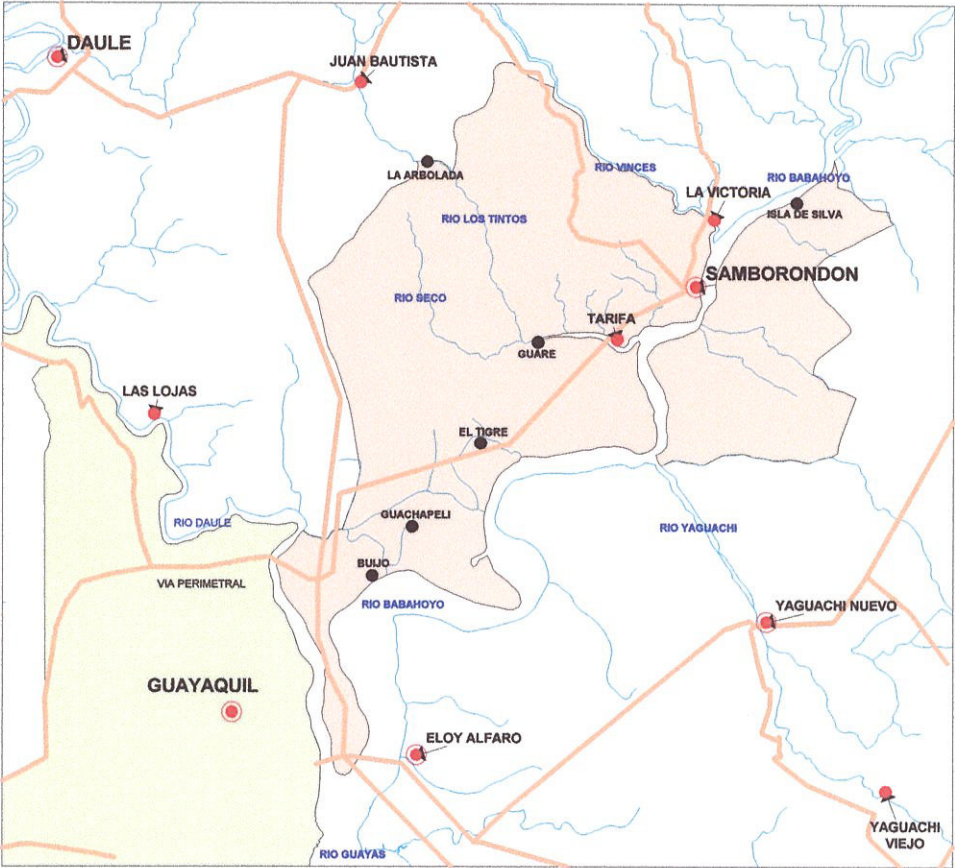 DAULE
JUAN BAUTISTA
LA ARBOLADA
RIO VINCES
RIO BABAHOYO
LA VICTORIA
ISLA DE SILVA
RIO LOS TINTOS
SAMBORONDON
RIO SECO
TARIFA
GUARE
LAS LOJAS
EL TIGRE
GUACHAPELI
RIO DAULE
RIO YAGUACHI
BUIJO
VIA PERIMETRAL
RIO BABAHOYO
YAGUACHI NUEVO
GUAYAQUIL
ELOY ALFARO
YAGUACHI
VIEJO
RIO GUAYAS